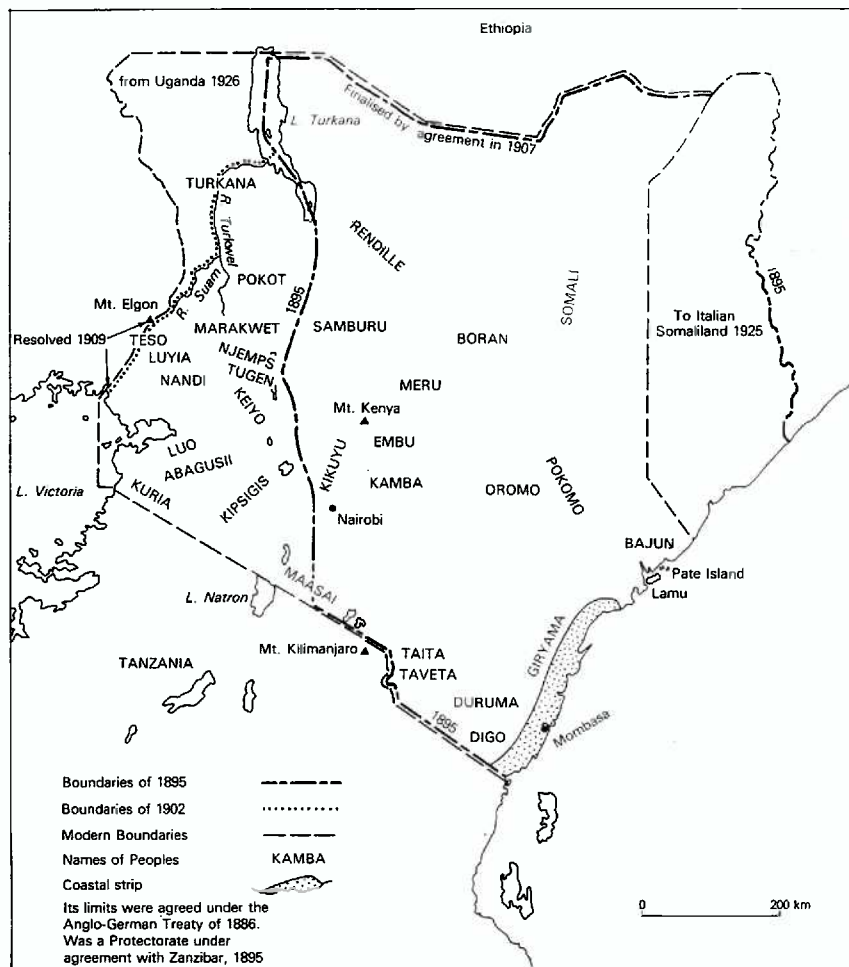 Ethiopia
from Uganda 1926
L. Turkana
Finalised by agreement in 1907
TURKANA
R. Turkwel
RENDILLE
R. Suam
POKOT
1895
SOMALI
1895
Mt. Elgon
MARAKWET
SAMBURU
To Italian
Somaliland 1925
Resolved 1909
TESO
BORAN
LUYIA
NJEMPS
NANDI
TUGEN
MERU
KEIYO
Mt. Kenya
LUO
EMBU
ABAGUSII
KIKUYU
KAMBA
POKOMO
L. Victoria
KURIA
KIPSIGIS
OROMO
Nairobi
BAJUN
MAASAI
Pate Island
Lamu
L. Natron
GIRYAMA
Mt. Kilimanjaro
TAITA
TANZANIA
TAVETA
DURUMA
1895
DIGO
Mombasa
Boundaries of 1895
Boundaries of 1902
Modern Boundaries
Names of Peoples KAMBA
Coastal strip
Its limits were agreed under the
Anglo-German Treaty of 1886.
Was a Protectorate under
agreement with Zanzibar, 1895
0 200 km